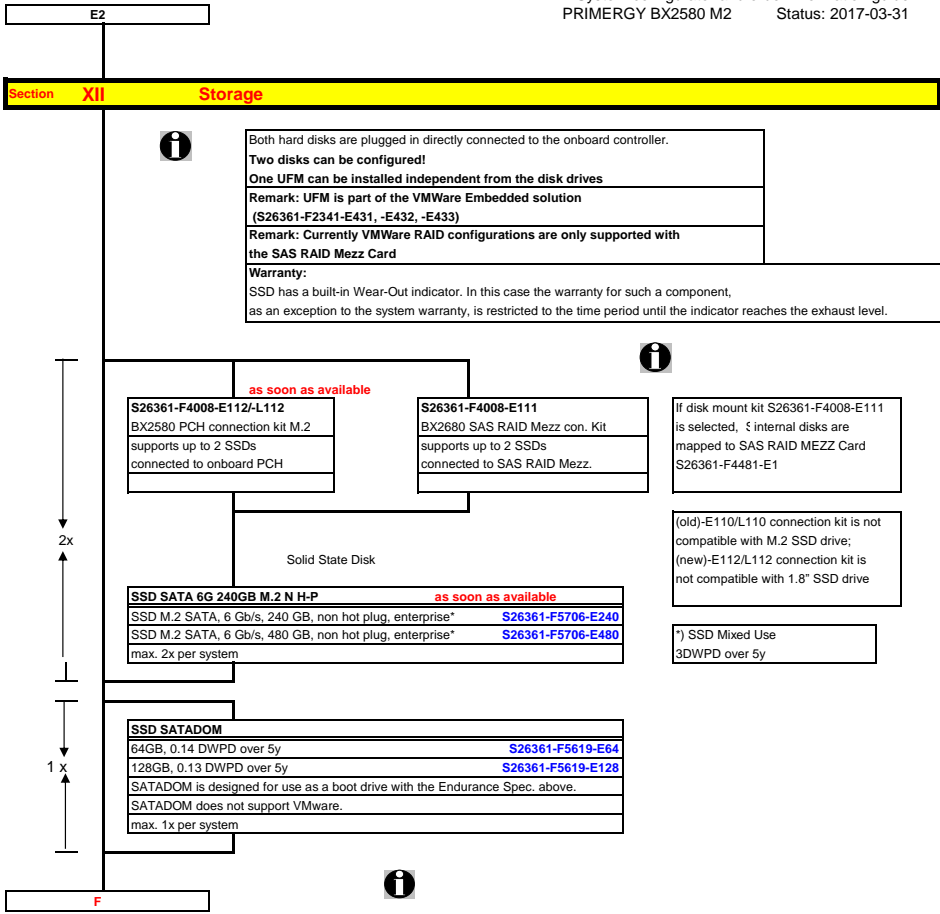 E2
PRIMERGY BX2580 M2 Status: 2017-03-31
Section XII Storage
Both hard disks are plugged in directly connected to the onboard controller.
Two disks can be configured!
One UFM can be installed independent from the disk drives
Remark: UFM is part of the VMWare Embedded solution
(S26361-F2341-E431, -E432, -E433)
Remark: Currently VMWare RAID configurations are only supported with
the SAS RAID Mezz Card
Warranty:
SSD has a built-in Wear-Out indicator. In this case the warranty for such a component,
as an exception to the system warranty, is restricted to the time period until the indicator reaches the exhaust level.
as soon as available
S26361-F4008-E112/-L112
BX2580 PCH connection kit M.2
supports up to 2 SSDs
connected to onboard PCH
S26361-F4008-E111
BX2680 SAS RAID Mezz con. Kit
supports up to 2 SSDs
connected to SAS RAID Mezz.
If disk mount kit S26361-F4008-E111
is selected, internal disks are
mapped to SAS RAID MEZZ Card
S26361-F4481-E1
(old)-E110/L110 connection kit is not
compatible with M.2 SSD drive;
(new)-E112/L112 connection kit is
not compatible with 1.8" SSD drive
2x
Solid State Disk
SSD SATA 6G 240GB M.2 N H-P as soon as available
SSD M.2 SATA, 6 Gb/s, 240 GB, non hot plug, enterprise* S26361-F5706-E240
SSD M.2 SATA, 6 Gb/s, 480 GB, non hot plug, enterprise* S26361-F5706-E480
max. 2x per system
*) SSD Mixed Use
3DWPD over 5y
1 x
SSD SATADOM
64GB, 0.14 DWPD over 5y S26361-F5619-E64
128GB, 0.13 DWPD over 5y S26361-F5619-E128
SATADOM is designed for use as a boot drive with the Endurance Spec. above.
SATADOM does not support VMware.
max. 1x per system
F